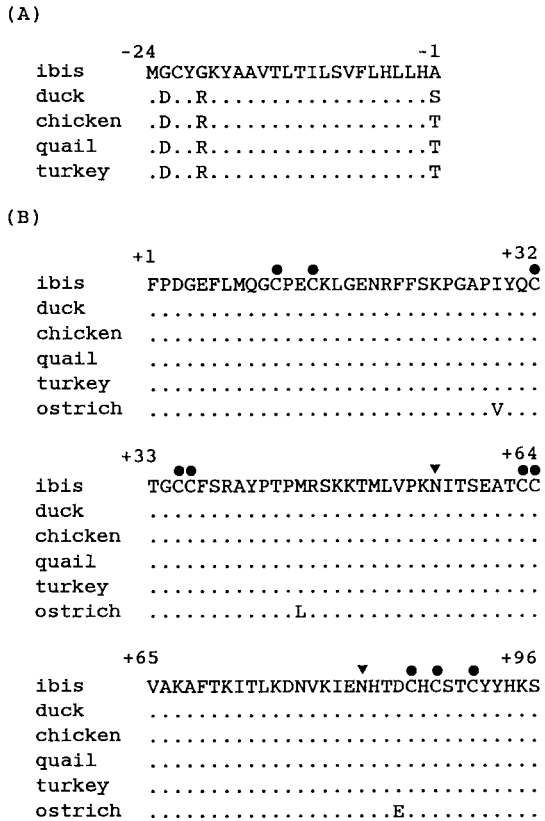 (A)
-24 -1
ibis MGCYGKYAAVTLTILSVFLHLLHA
duck .D..R..................S
chicken .D..R..................T
quail .D..R..................T
turkey .D..R..................T
(B)
+1 +32
ibis FPDGEFLMQGCPECKLGENRFFSKPGAPIYQC
duck ................................
chicken ................................
quail ................................
turkey ................................
ostrich ............................V...
+33 +64
ibis TGCCFSRAYPTPMRSKKTMLVPKNITSEATCC
duck ................................
chicken ................................
quail ................................
turkey ................................
ostrich ............L...................
+65 +96
ibis VAKAFTKITLKDNVKIENHTDCHCSTCYYHKS
duck ................................
chicken ................................
quail ................................
turkey ................................
ostrich ....................E...........